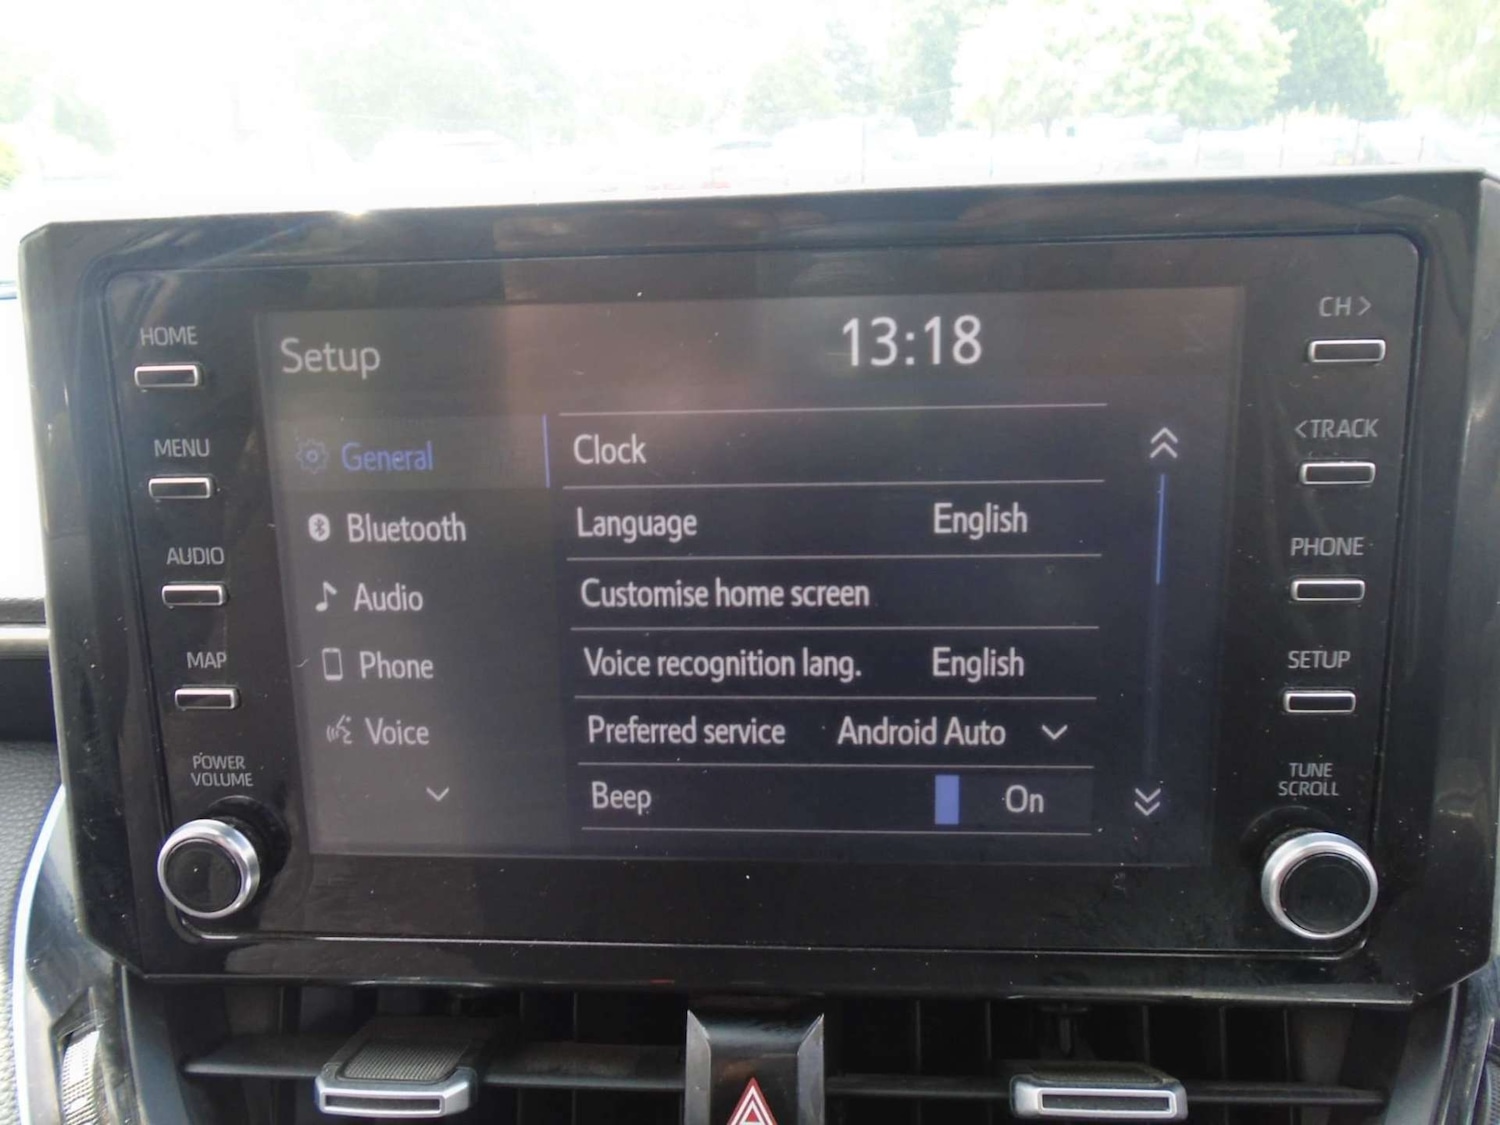 HOME
MENU
AUDIO
MAP
POWER
VOLUME
Setup
13:18
General
Bluetooth
Audio
Phone
Voice
Clock
Language English
Customise home screen
Voice recognition lang. English
Preferred service Android Auto
Beep On
CH >
< TRACK
PHONE
SETUP
TUNE
SCROLL